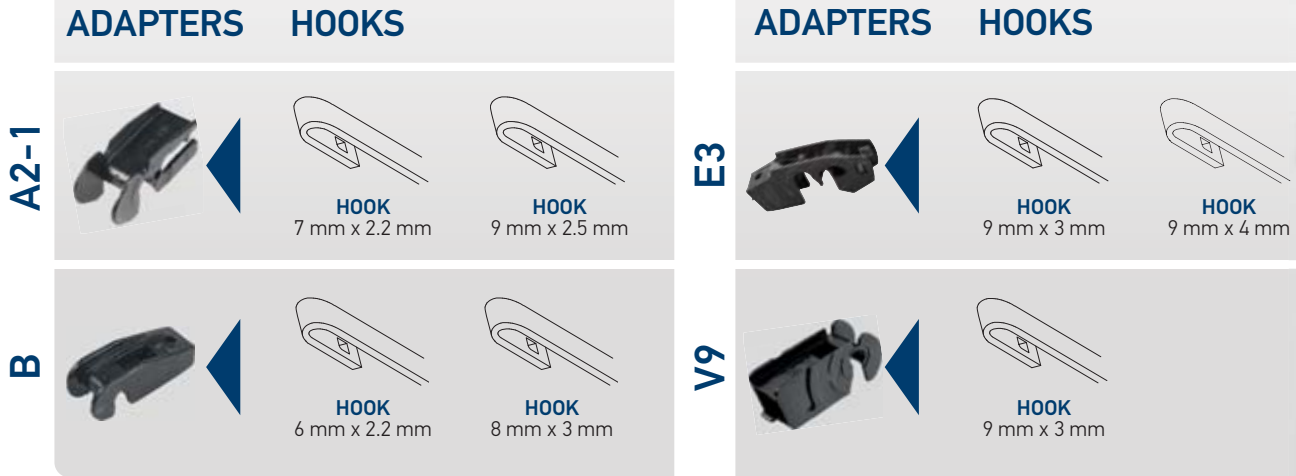 ADAPTERS HOOKS
A2-1
HOOK
7 mm x 2.2 mm
HOOK
9 mm x 2.5 mm
B
HOOK
6 mm x 2.2 mm
HOOK
8 mm x 3 mm
ADAPTERS HOOKS
E3
HOOK
9 mm x 3 mm
HOOK
9 mm x 4 mm
V9
HOOK
9 mm x 3 mm